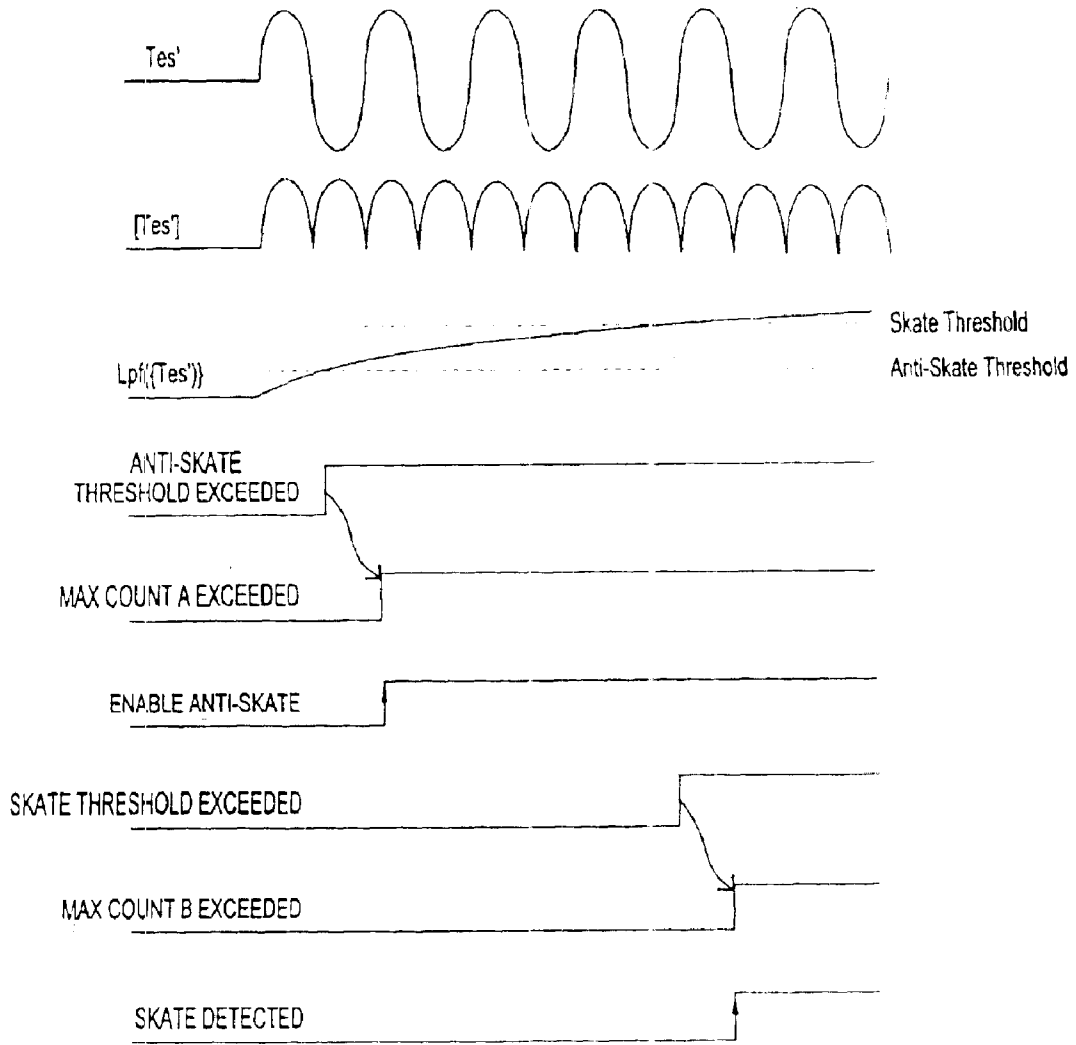 Tes'
[Tes']
Skate Threshold
Lpf({Tes')}
Anti-Skate Threshold
ANTI-SKATE
THRESHOLD EXCEEDED
MAX COUNT A EXCEEDED
ENABLE ANTI-SKATE
SKATE THRESHOLD EXCEEDED
MAX COUNT B EXCEEDED
SKATE DETECTED